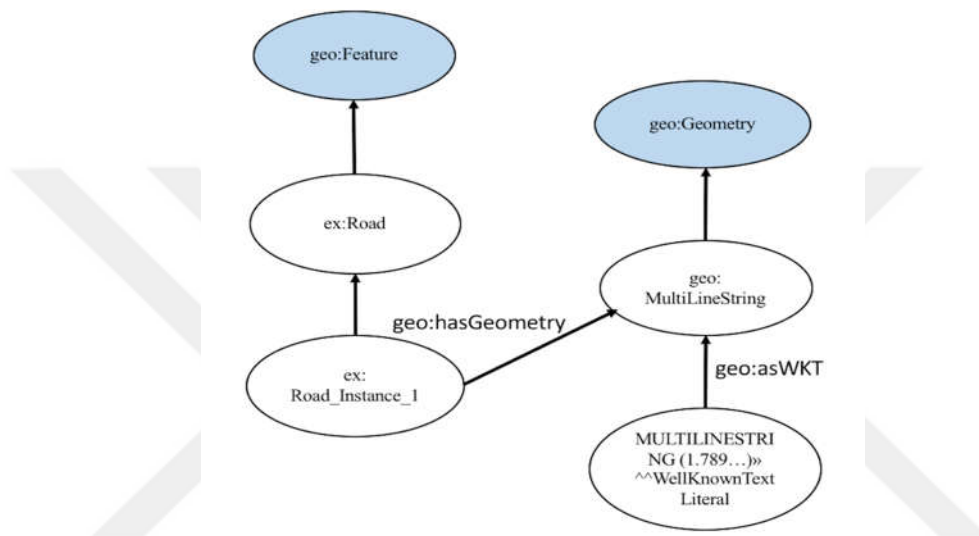 geo:Feature
geo:Geometry
ex:Road
geo:
MultiLineString
geo:hasGeometry
ex:
Road_Instance_1
geo:asWKT
MULTILINESTRI
NG (1.789…)»
^^WellKnownText
Literal